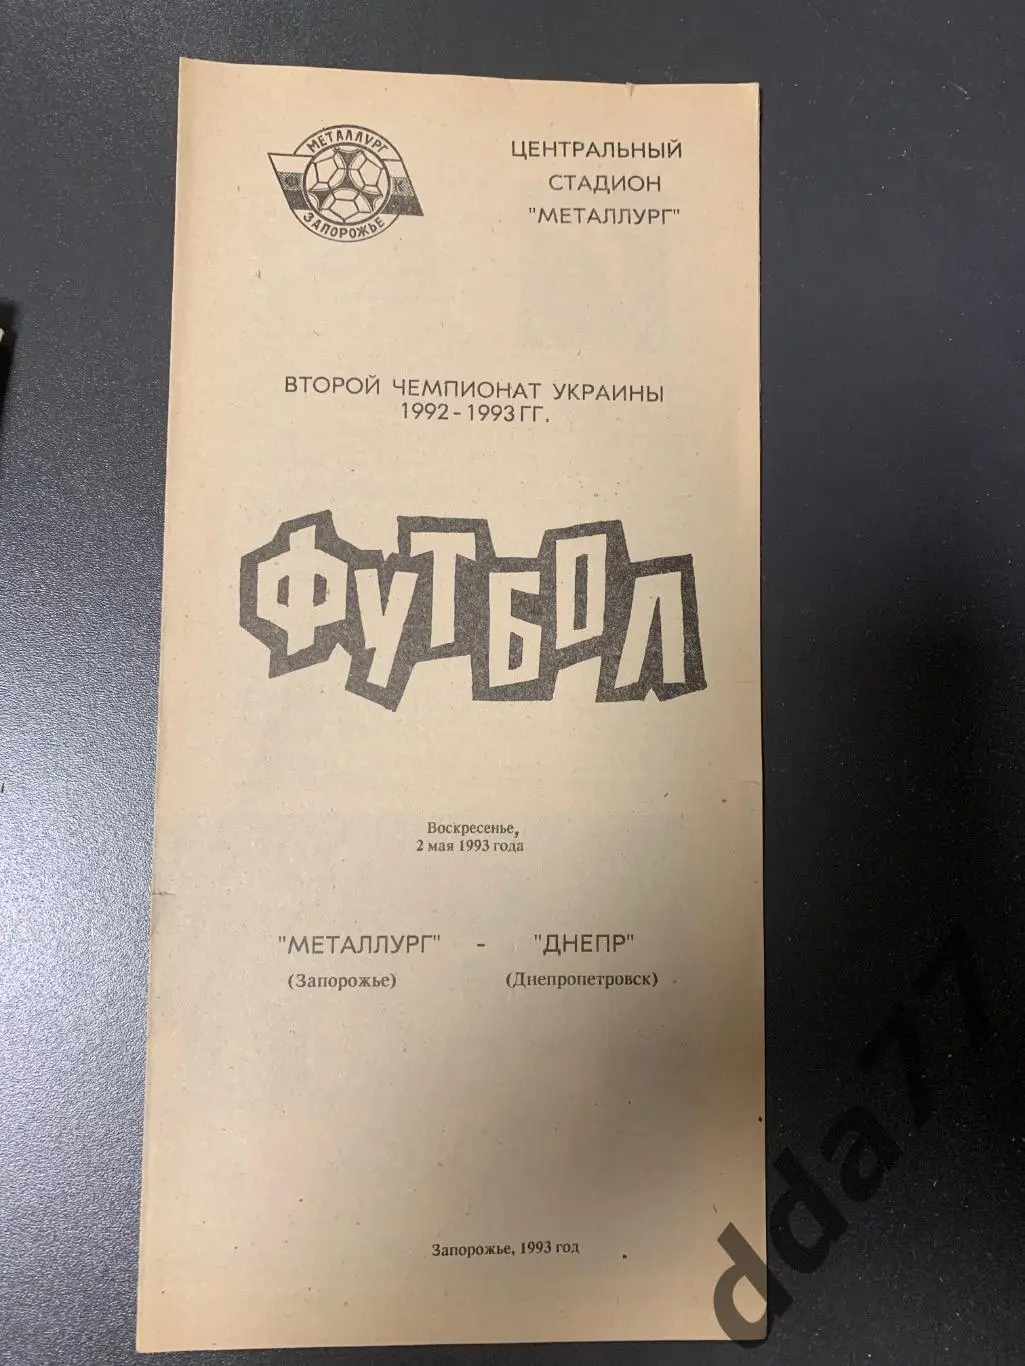 МЕТАЛЛУРГ
Ф К
ЗАПОРОЖЬЕ
ЦЕНТРАЛЬНЫЙ
СТАДИОН
"МЕТАЛЛУРГ"
ВТОРОЙ ЧЕМПИОНАТ УКРАИНЫ
1992-1993 ГГ.
ФУТБОЛ
Воскресенье,
2 мая 1993 года
"МЕТАЛЛУРГ" - "ДНЕПР"
(Запорожье) (Днепропетровск)
Запорожье, 1993 год
dda77